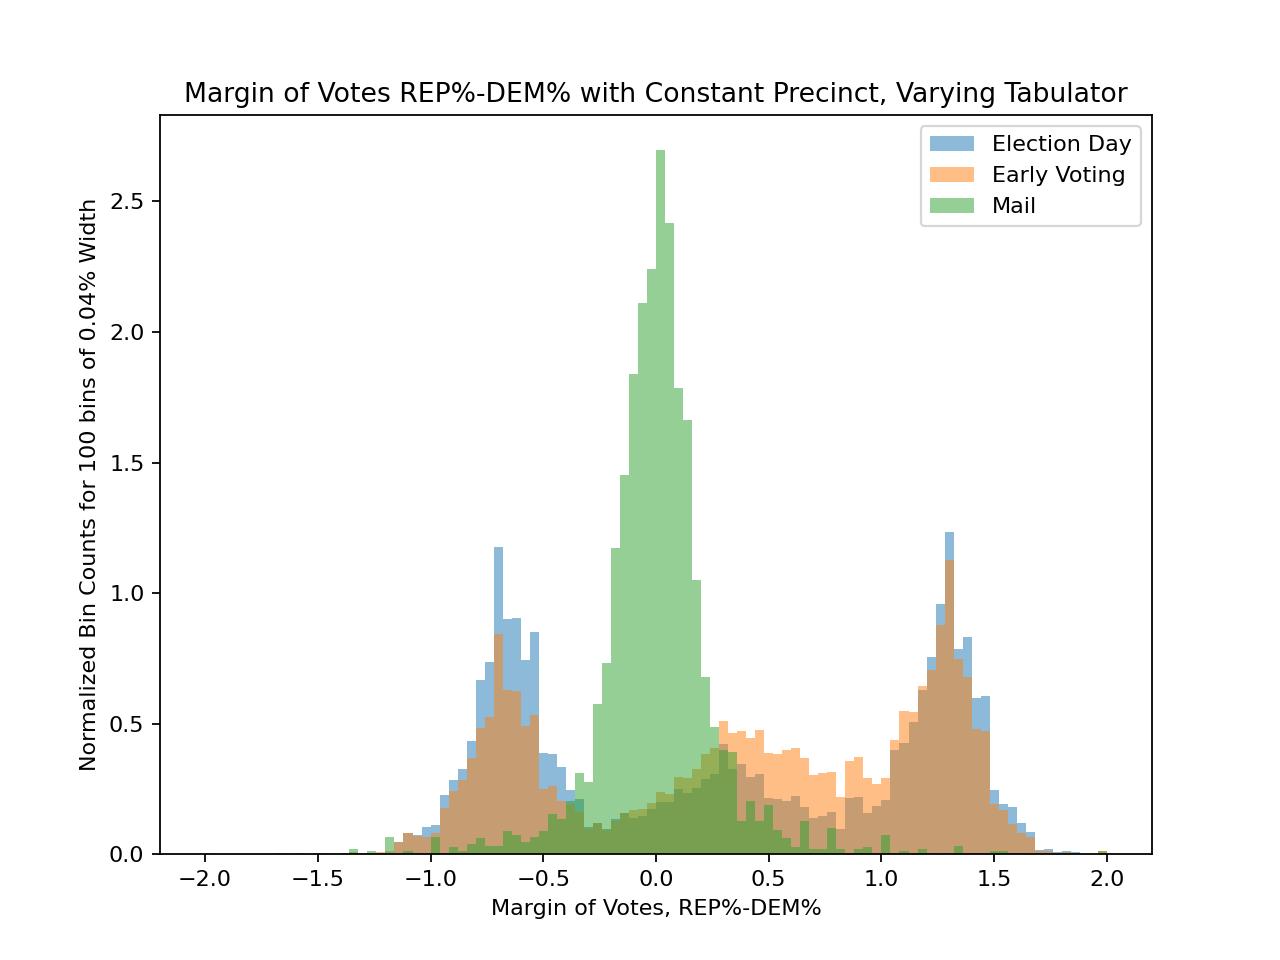 Margin of Votes REP%-DEM% with Constant Precinct, Varying Tabulator
Election Day
Early Voting
Mail
Normalized Bin Counts for 100 bins of 0.04% Width
2.5
2.0
1.5
1.0
0.5
0.0
−2.0 −1.5 −1.0 −0.5 0.0 0.5 1.0 1.5 2.0
Margin of Votes, REP%-DEM%